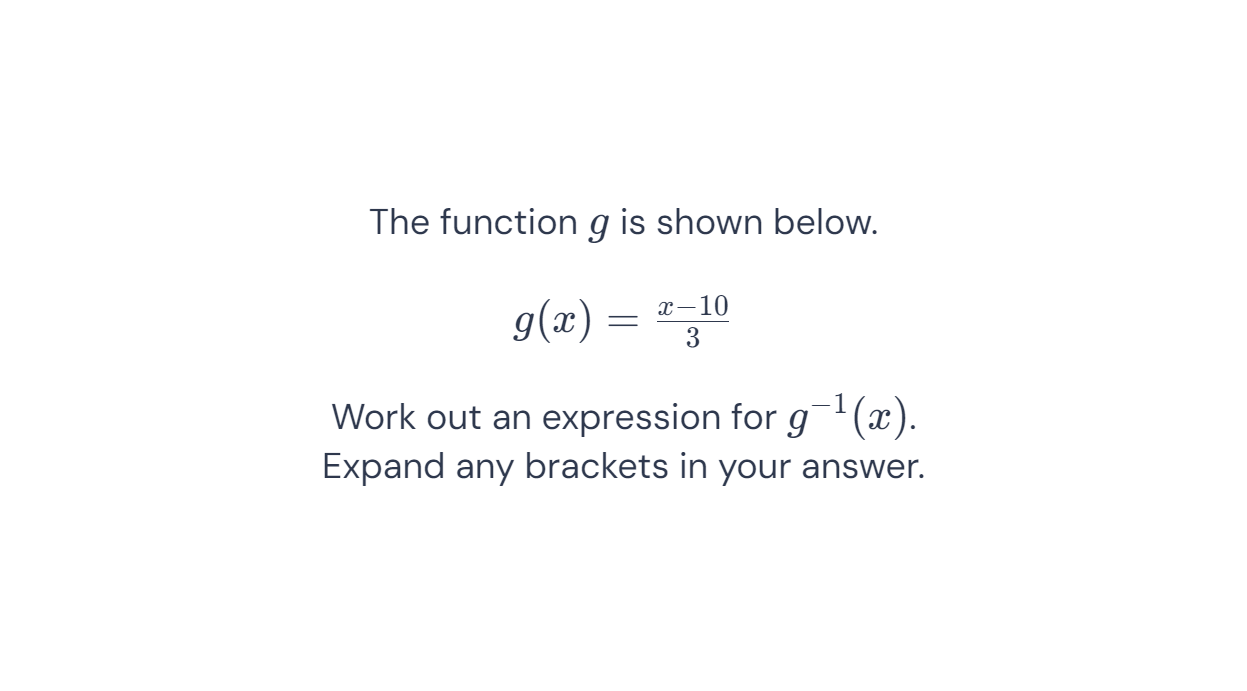 The function g is shown below.
g(x) = \frac{x-10}{3}
Work out an expression for g^{-1}(x).
Expand any brackets in your answer.